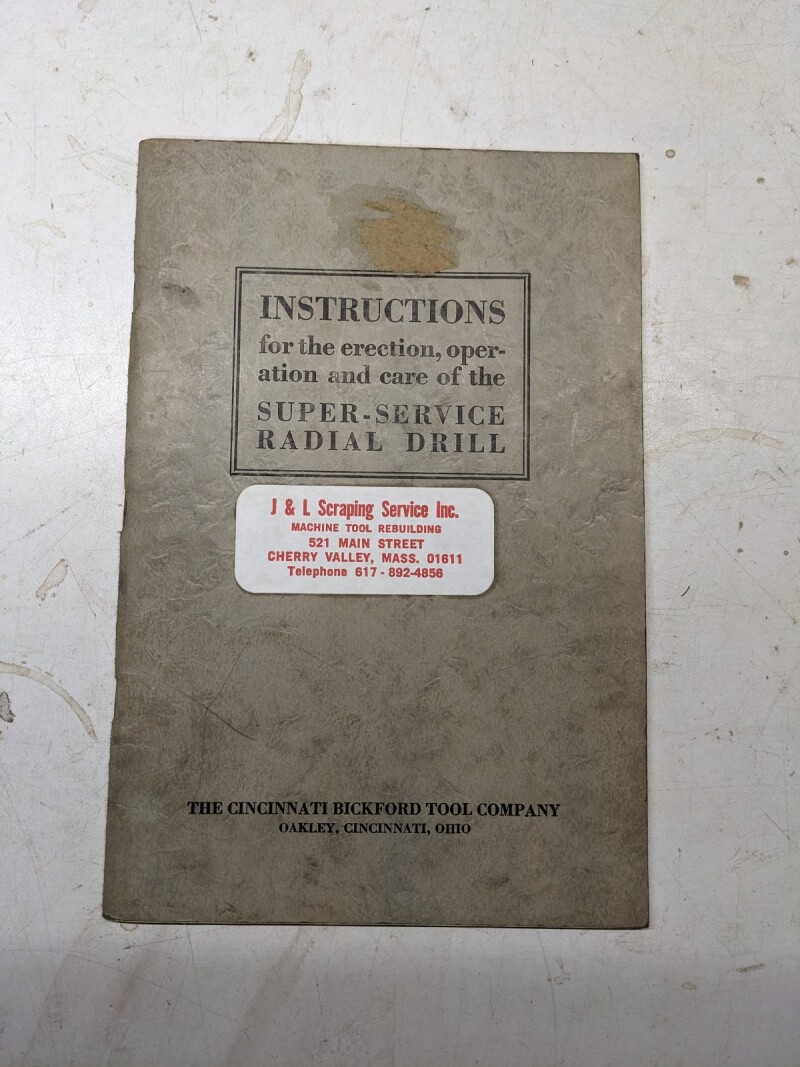 INSTRUCTIONS
for the erection, oper-
ation and care of the
SUPER-SERVICE
RADIAL DRILL
J & L Scraping Service Inc.
MACHINE TOOL REBUILDING
521 MAIN STREET
CHERRY VALLEY, MASS. 01611
Telephone 617 - 892-4856
THE CINCINNATI BICKFORD TOOL COMPANY
OAKLEY, CINCINNATI, OHIO